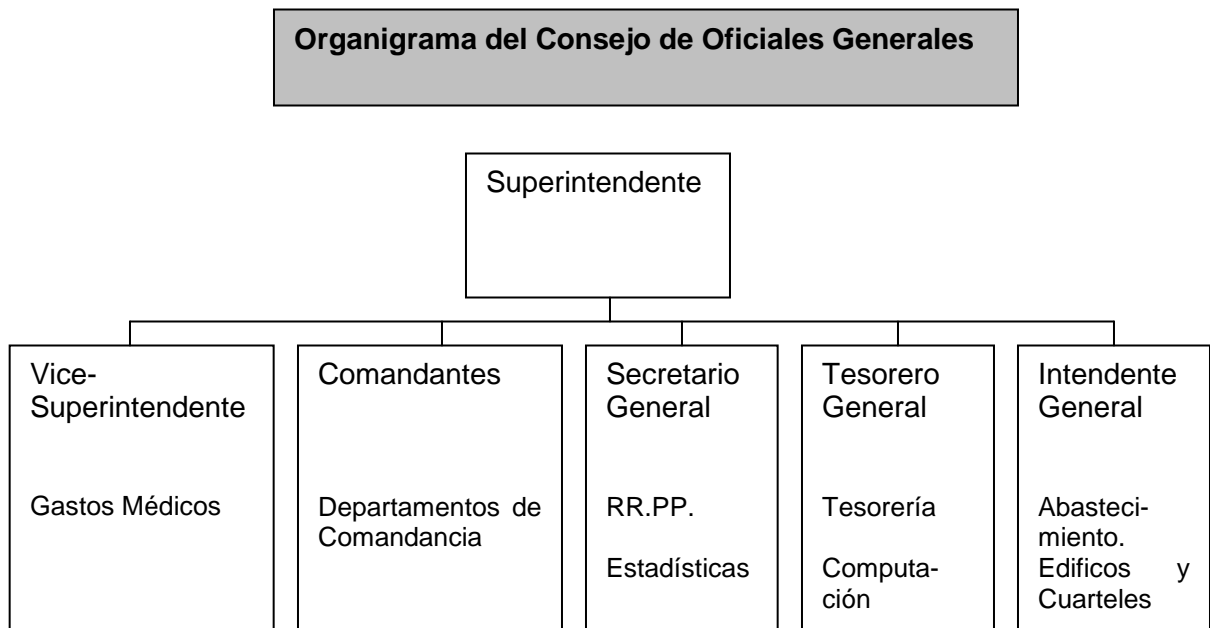 Organigrama del Consejo de Oficiales Generales
Superintendente
Vice-
Superintendente
Gastos Médicos
Comandantes
Departamentos de
Comandancia
Secretario
General
RR.PP.
Estadísticas
Tesorero
General
Tesorería
Computa-
ción
Intendente
General
Abasteci-
miento.
Edificos y
Cuarteles